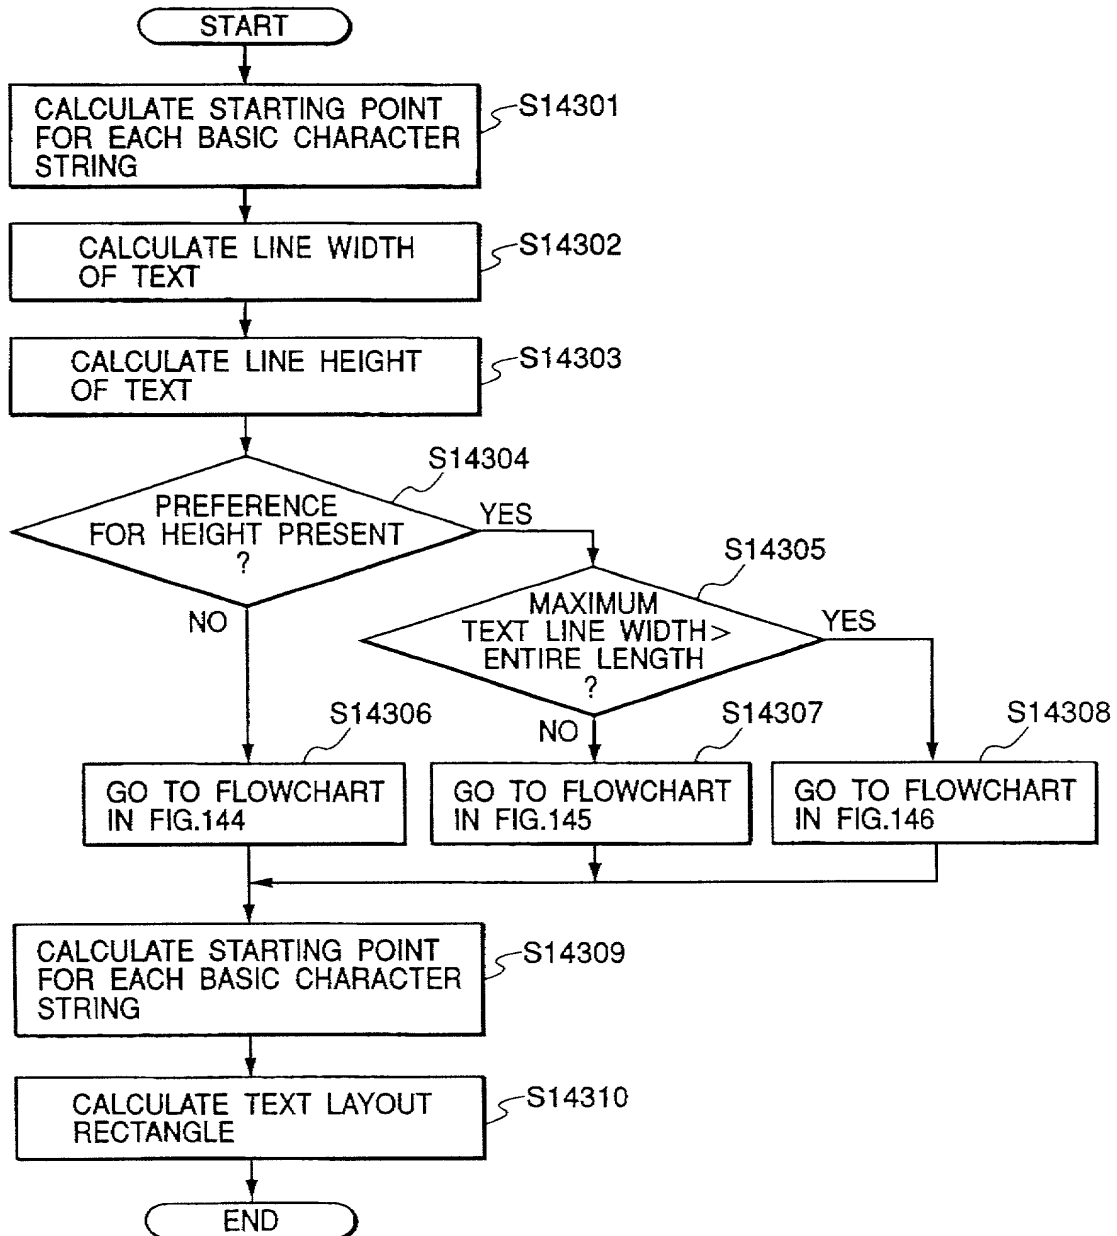 START
CALCULATE STARTING POINT
FOR EACH BASIC CHARACTER
STRING
S14301
CALCULATE LINE WIDTH
OF TEXT
S14302
CALCULATE LINE HEIGHT
OF TEXT
S14303
S14304
PREFERENCE
FOR HEIGHT PRESENT
?
YES
NO
S14305
MAXIMUM
TEXT LINE WIDTH>
ENTIRE LENGTH
?
YES
NO
S14306
GO TO FLOWCHART
IN FIG.144
S14307
GO TO FLOWCHART
IN FIG.145
S14308
GO TO FLOWCHART
IN FIG.146
CALCULATE STARTING POINT
FOR EACH BASIC CHARACTER
STRING
S14309
CALCULATE TEXT LAYOUT
RECTANGLE
S14310
END